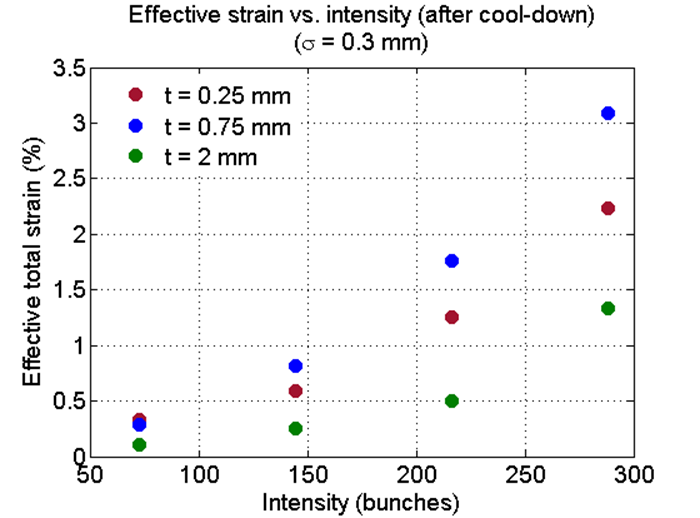 Effective strain vs. intensity (after cool-down)
(σ = 0.3 mm)
3.5
3
2.5
2
1.5
1
0.5
0
Effective total strain (%)
t = 0.25 mm
t = 0.75 mm
t = 2 mm
50 100 150 200 250 300
Intensity (bunches)